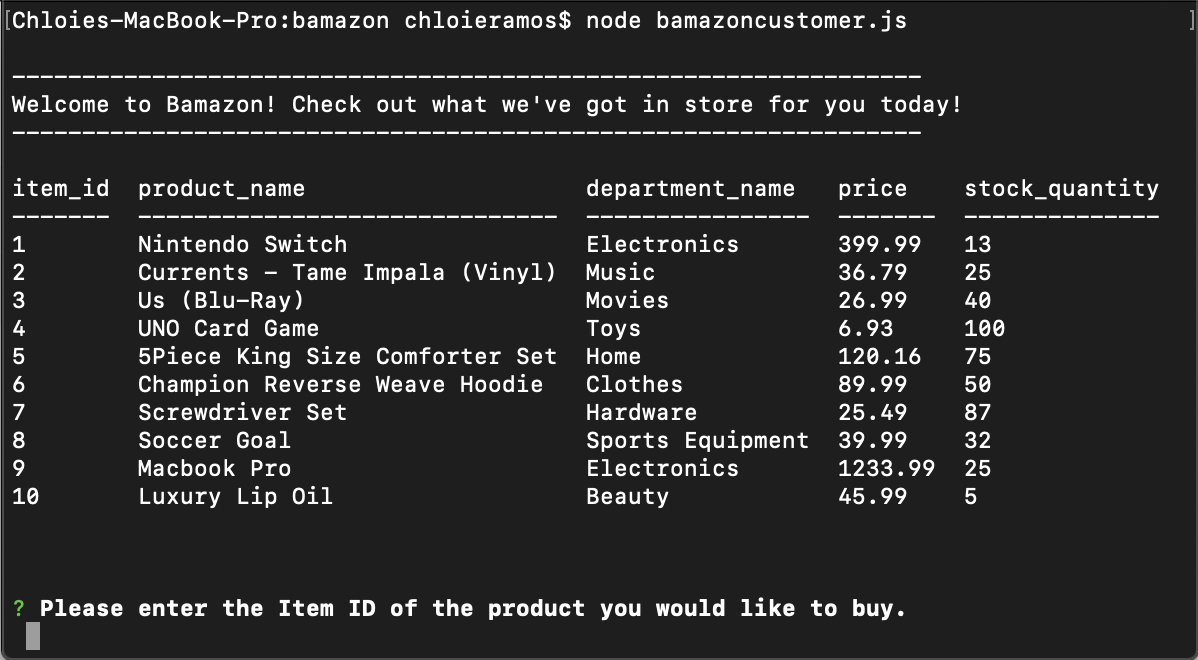 [Chloies-MacBook-Pro:bamazon chloieramos$ node bamazoncustomer.js ]
-----------------------------------------------------------------
Welcome to Bamazon! Check out what we've got in store for you today!
-----------------------------------------------------------------
item_id  product_name                    department_name   price    stock_quantity
-------  ------------------------------  ----------------  -------  --------------
1        Nintendo Switch                 Electronics       399.99   13
2        Currents - Tame Impala (Vinyl)  Music             36.79    25
3        Us (Blu-Ray)                    Movies            26.99    40
4        UNO Card Game                   Toys              6.93     100
5        5Piece King Size Comforter Set  Home              120.16   75
6        Champion Reverse Weave Hoodie   Clothes           89.99    50
7        Screwdriver Set                 Hardware          25.49    87
8        Soccer Goal                     Sports Equipment  39.99    32
9        Macbook Pro                     Electronics       1233.99  25
10       Luxury Lip Oil                  Beauty            45.99    5
? Please enter the Item ID of the product you would like to buy.